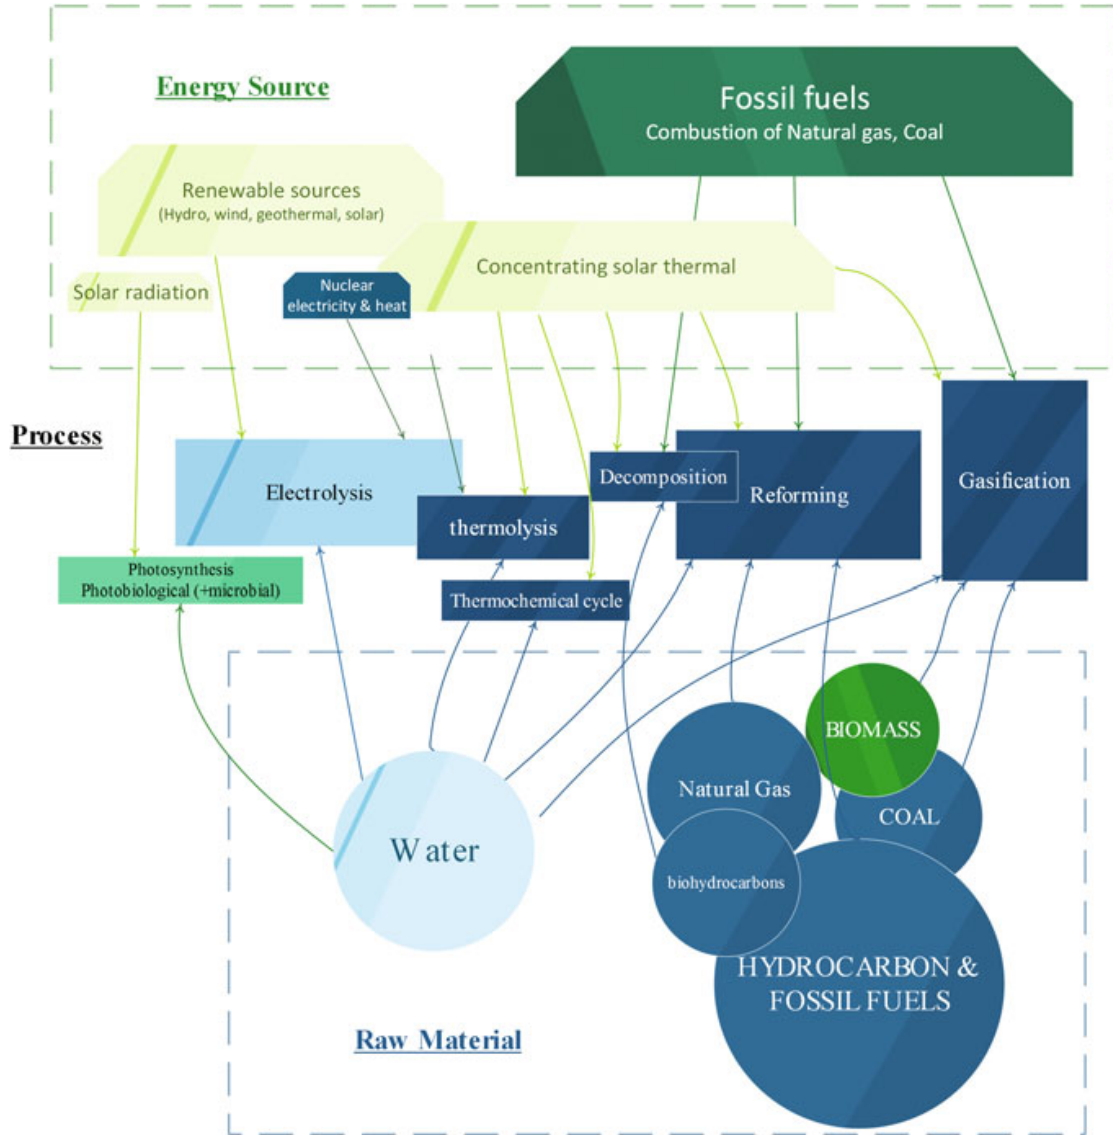 Energy Source
Fossil fuels
Combustion of Natural gas, Coal
Renewable sources
(Hydro, wind, geothermal, solar)
Concentrating solar thermal
Solar radiation
Nuclear
electricity & heat
Process
Electrolysis
thermolysis
Decomposition
Reforming
Gasification
Photosynthesis
Photobiological (+microbial)
Thermochemical cycle
BIOMASS
Natural Gas
COAL
Water
biohydrocarbons
HYDROCARBON &
FOSSIL FUELS
Raw Material